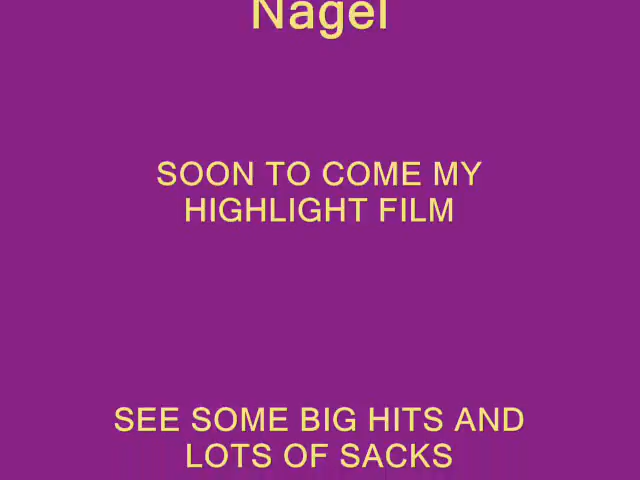 Nagel
SOON TO COME MY
HIGHLIGHT FILM
SEE SOME BIG HITS AND
LOTS OF SACKS